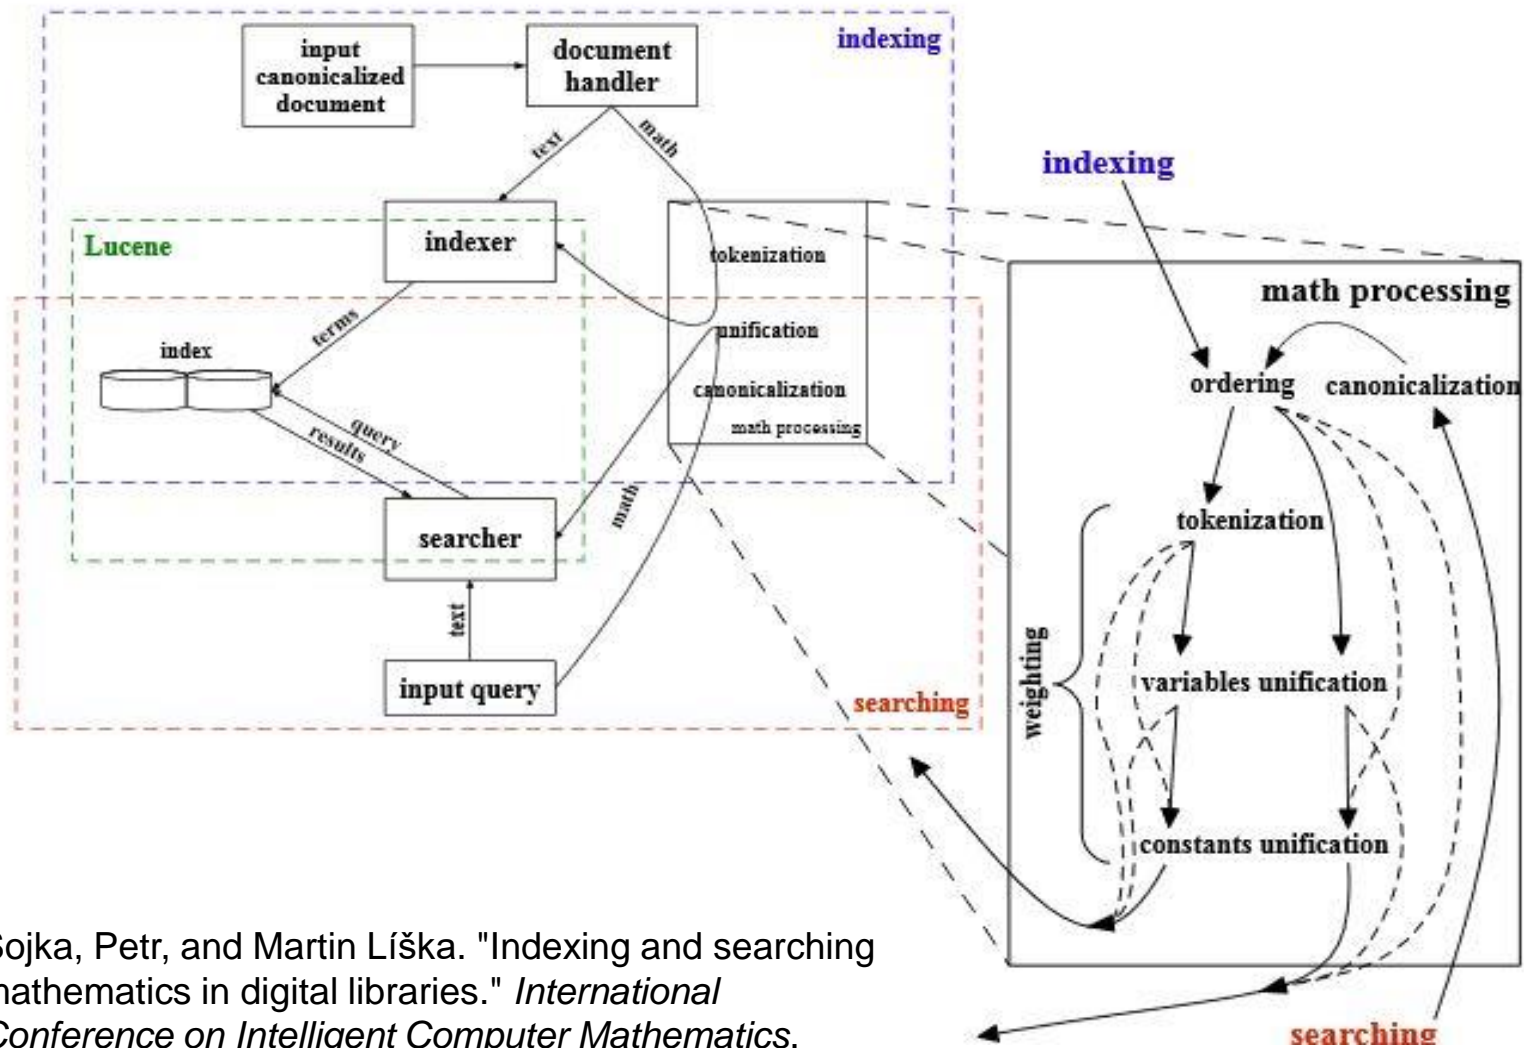 input
canonicalized
document
document
handler
indexing
text
math
indexing
Lucene
indexer
tokenization
math processing
terms
unification
index
ordering
canonicalization
canonicalization
math processing
query
results
math
tokenization
searcher
text
weighting
input query
variables unification
searching
constants unification
Sojka, Petr, and Martin Líška. "Indexing and searching
mathematics in digital libraries." International
Conference on Intelligent Computer Mathematics.
searching